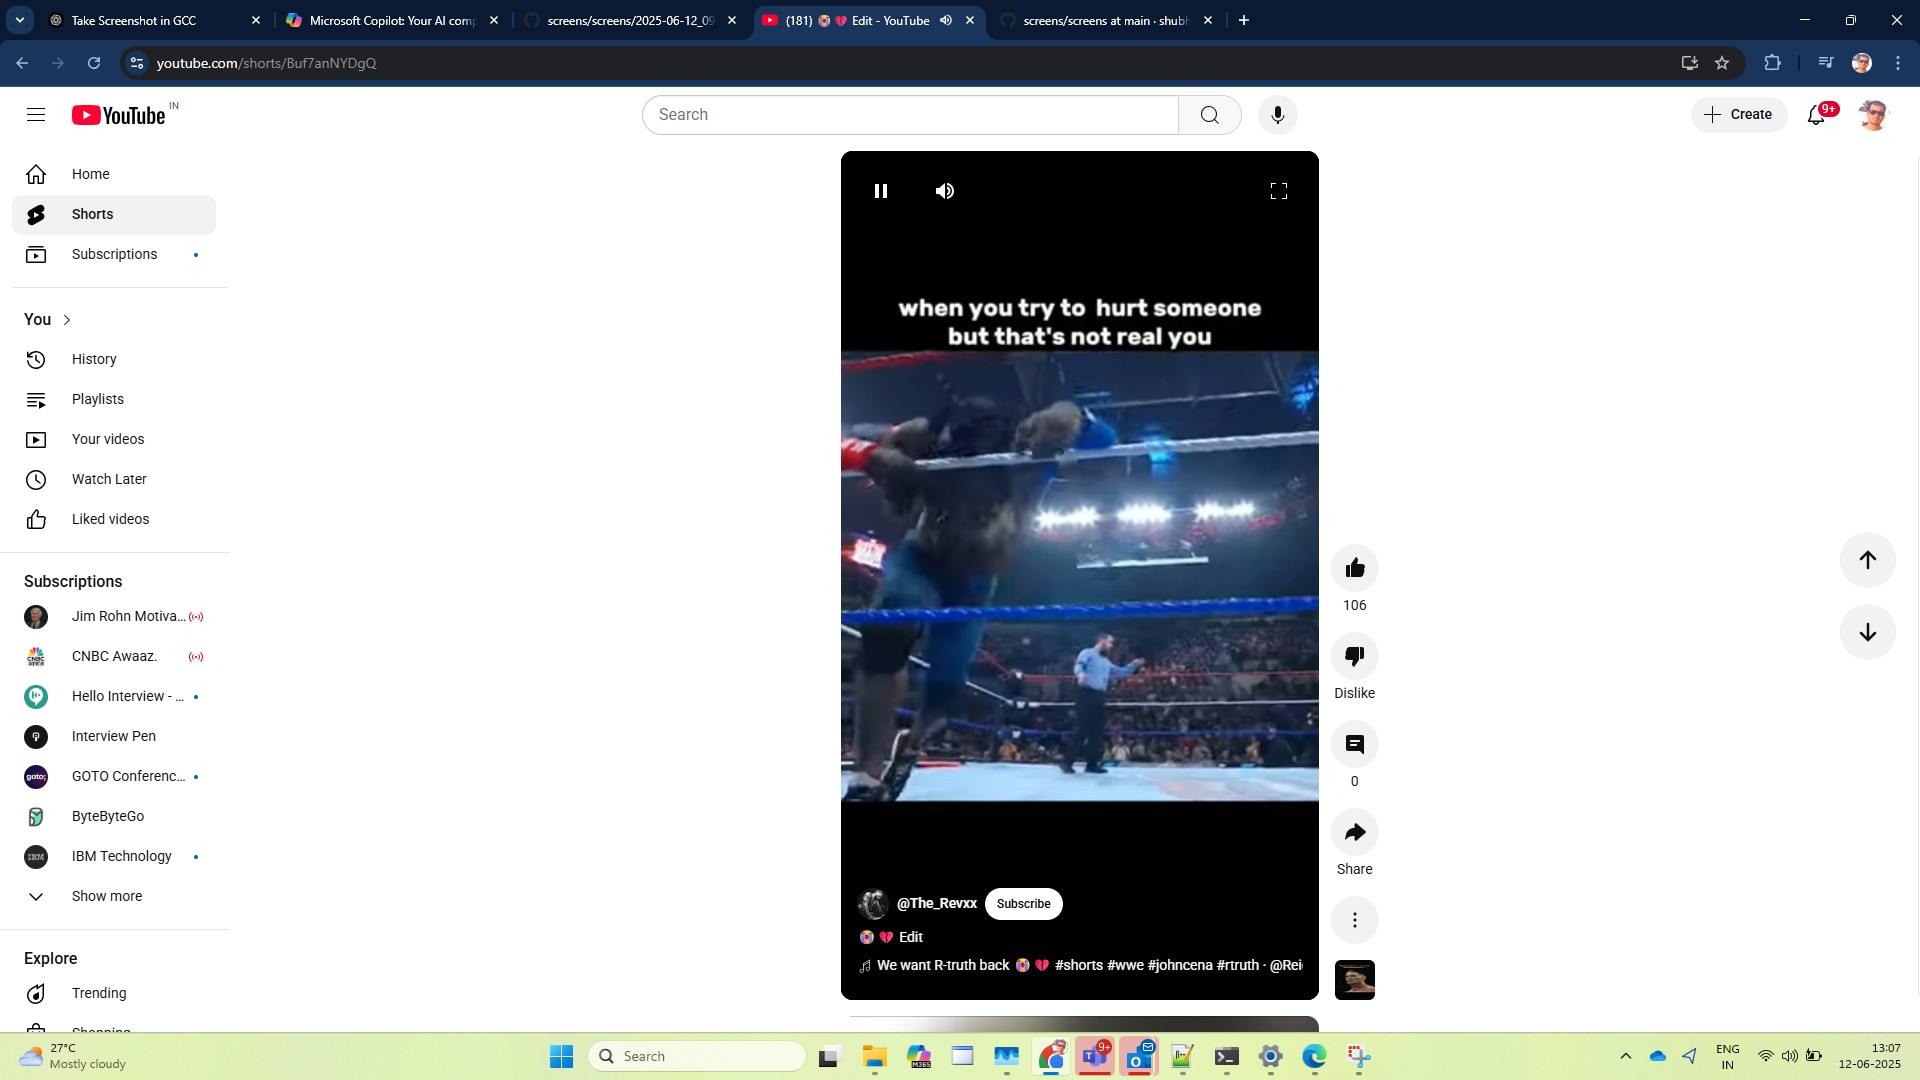 Take Screenshot in GCC
Microsoft Copilot: Your AI comp
screens/screens/2025-06-12_09
(181) 😭💔 Edit - YouTube
screens/screens at main · shubh
youtube.com/shorts/Buf7anNYDgQ
YouTube IN
Search
Create
9+
Home
Shorts
Subscriptions
You
History
Playlists
Your videos
Watch Later
Liked videos
Subscriptions
Jim Rohn Motiva...
CNBC Awaaz.
Hello Interview - ...
Interview Pen
GOTO Conferenc...
ByteByteGo
IBM Technology
Show more
Explore
Trending
Shopping
when you try to hurt someone
but that's not real you
106
Dislike
0
Share
@The_Revxx
Subscribe
😭💔 Edit
We want R-truth back 😭💔 #shorts #wwe #johncena #rtruth · @Rei
27°C
Mostly cloudy
Search
M365
9+
ENG
IN
13:07
12-06-2025